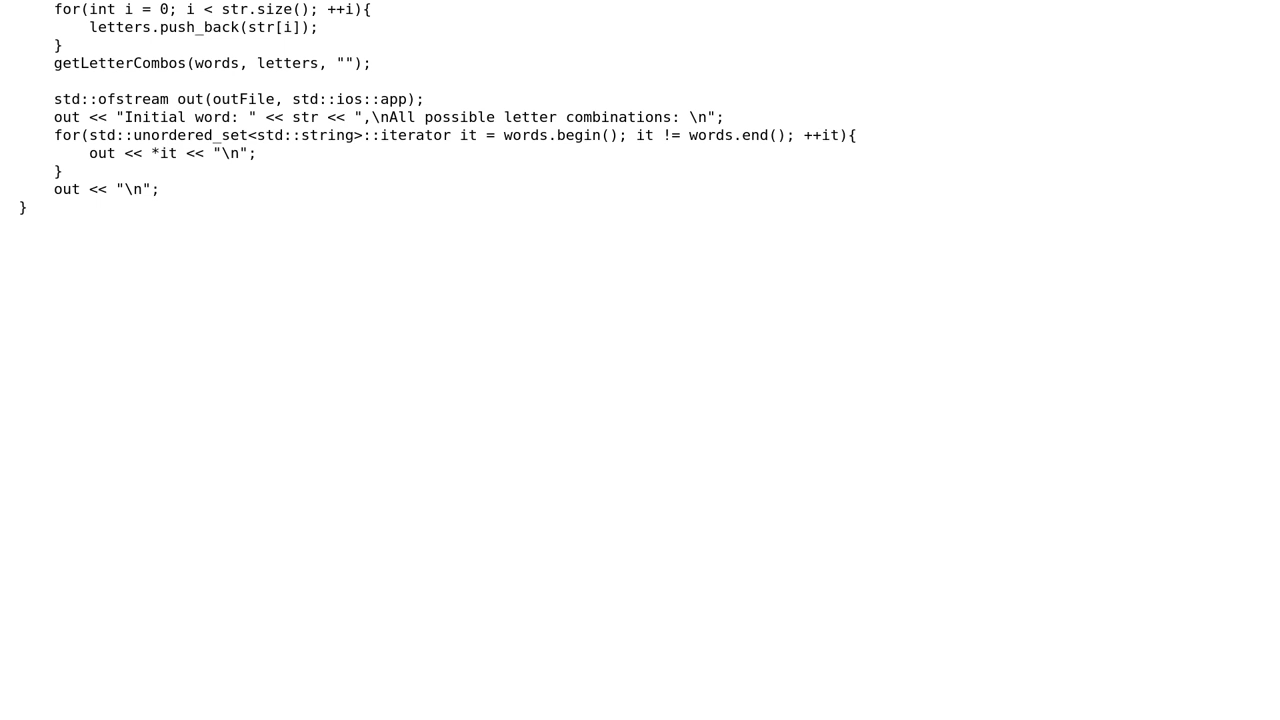 for(int i = 0; i < str.size(); ++i){
        letters.push_back(str[i]);
    }
    getLetterCombos(words, letters, "");

    std::ofstream out(outFile, std::ios::app);
    out << "Initial word: " << str << ",\nAll possible letter combinations: \n";
    for(std::unordered_set<std::string>::iterator it = words.begin(); it != words.end(); ++it){
        out << *it << "\n";
    }
    out << "\n";
}